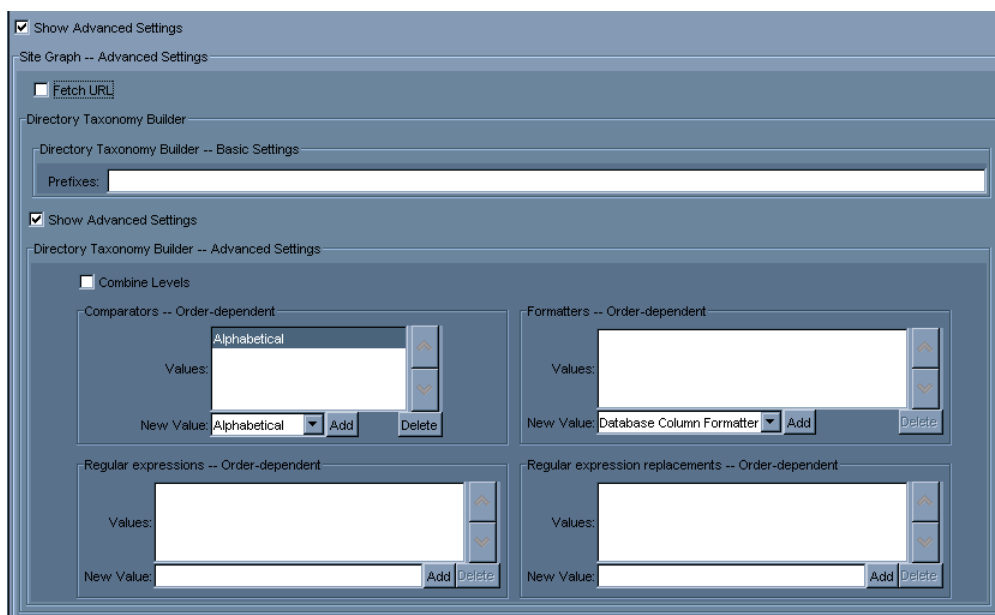 Show Advanced Settings
Site Graph -- Advanced Settings
Fetch URL
Directory Taxonomy Builder
Directory Taxonomy Builder -- Basic Settings
Prefixes:
Show Advanced Settings
Directory Taxonomy Builder -- Advanced Settings
Combine Levels
Comparators -- Order-dependent
Alphabetical
Values:
New Value: Alphabetical Add Delete
Formatters -- Order-dependent
Values:
New Value: Database Column Formatter Add Delete
Regular expressions -- Order-dependent
Values:
New Value: Add Delete
Regular expression replacements -- Order-dependent
Values:
New Value: Add Delete